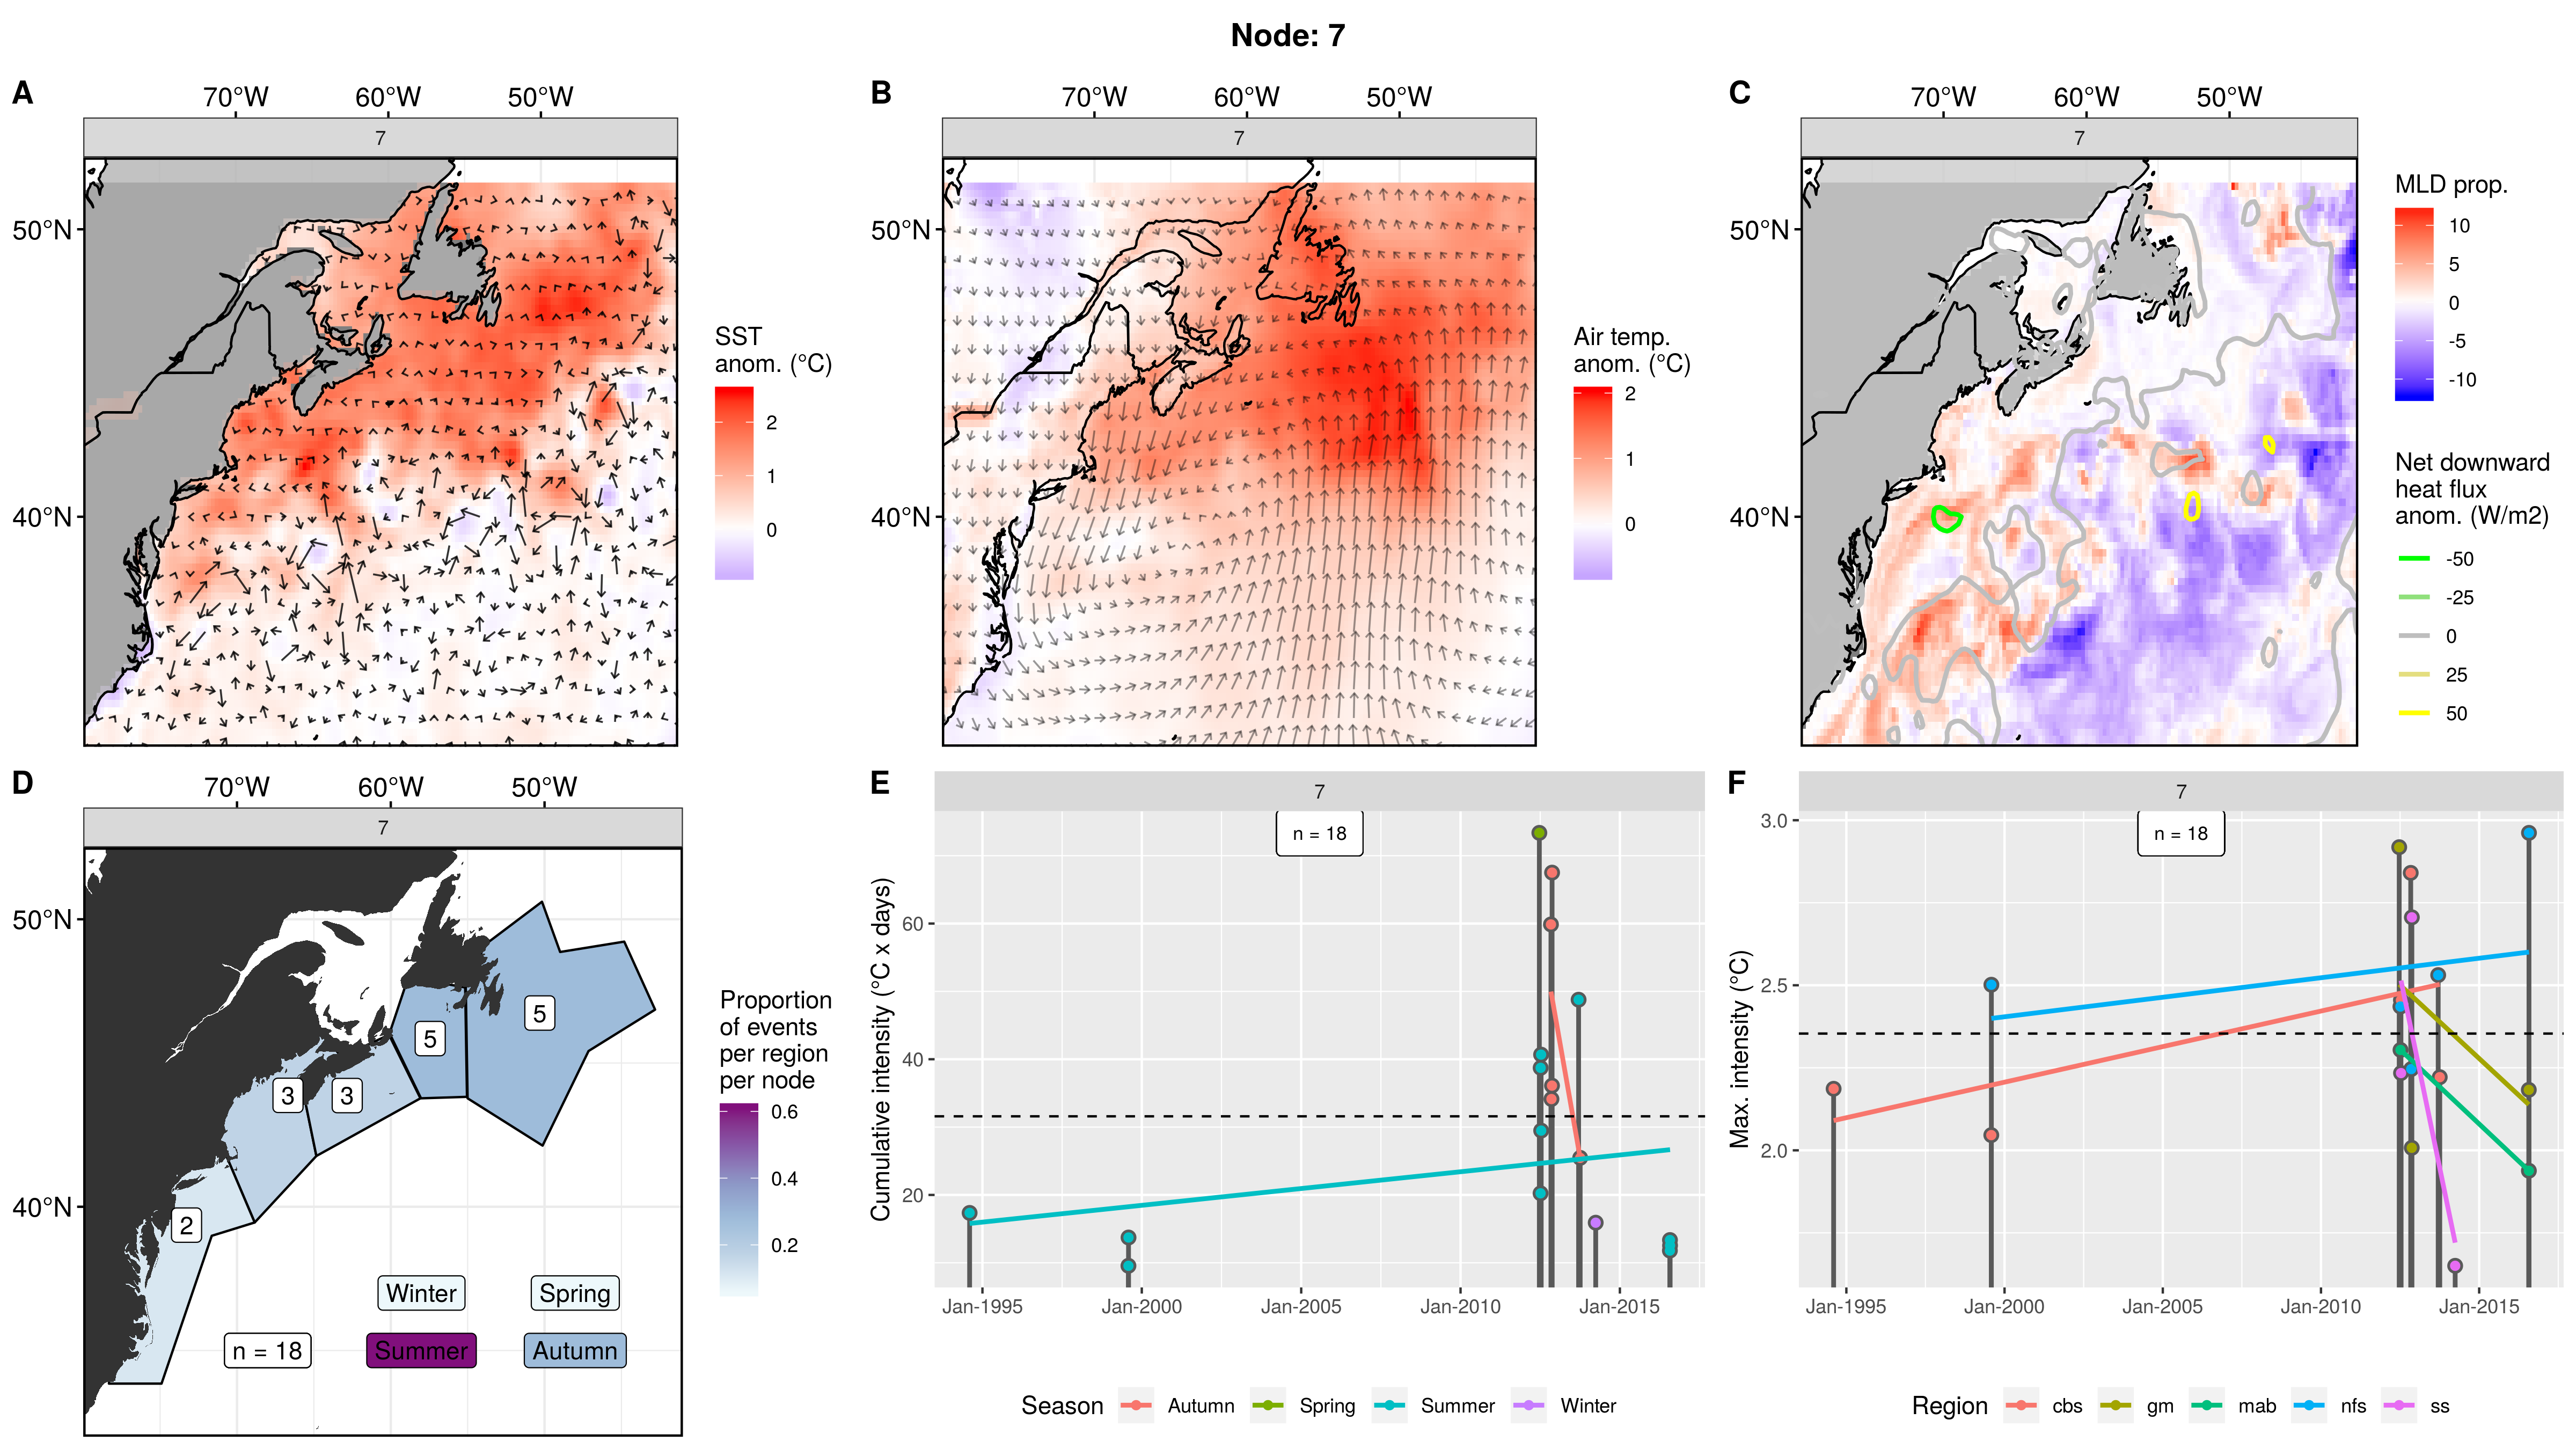 Node: 7
A
70°W 60°W 50°W
7
50°N
40°N
SST
anom. (°C)
2
1
0
B
70°W 60°W 50°W
7
50°N
40°N
Air temp.
anom. (°C)
2
1
0
C
70°W 60°W 50°W
7
50°N
40°N
MLD prop.
10
5
0
-5
-10
Net downward
heat flux
anom. (W/m2)
-50
-25
0
25
50
D
70°W 60°W 50°W
7
50°N
40°N
5
5
3 3
2
Winter Spring
n = 18 Summer Autumn
Proportion
of events
per region
per node
0.6
0.4
0.2
E
7
n = 18
Cumulative intensity (°C x days)
60
40
20
Jan-1995 Jan-2000 Jan-2005 Jan-2010 Jan-2015
Season Autumn Spring Summer Winter
F
7
n = 18
Max. intensity (°C)
3.0
2.5
2.0
Jan-1995 Jan-2000 Jan-2005 Jan-2010 Jan-2015
Region cbs gm mab nfs ss